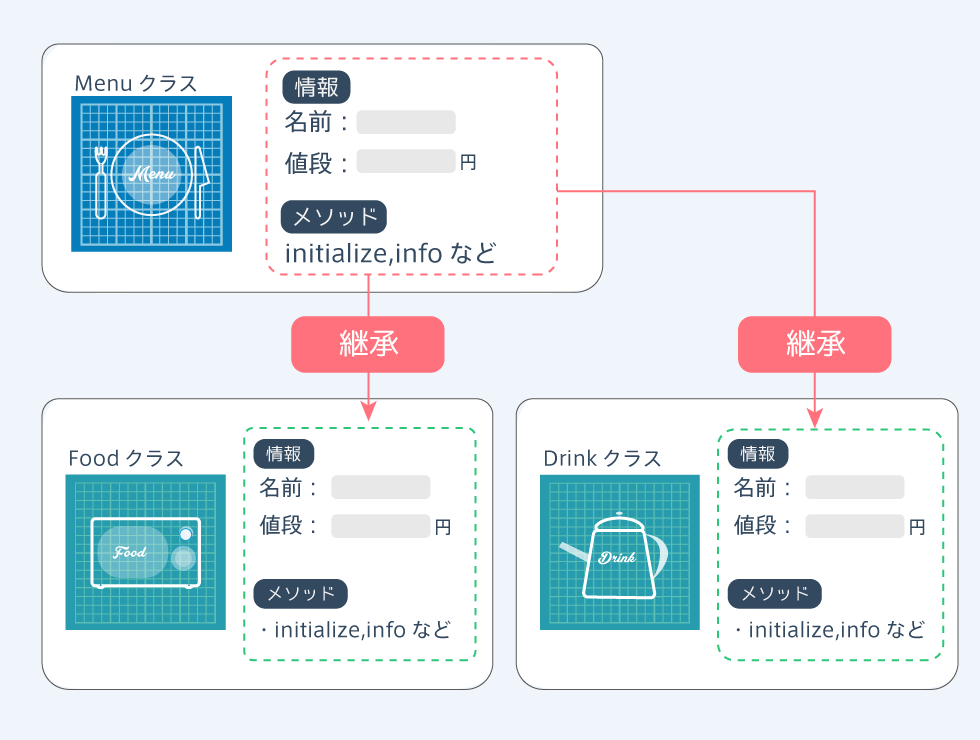 Menu クラス
Menu
情報
名前：
値段： 円
メソッド
initialize,info など
継承
継承
Food クラス
Food
情報
名前：
値段： 円
メソッド
・initialize,info など
Drink クラス
Drink
情報
名前：
値段： 円
メソッド
・initialize,info など